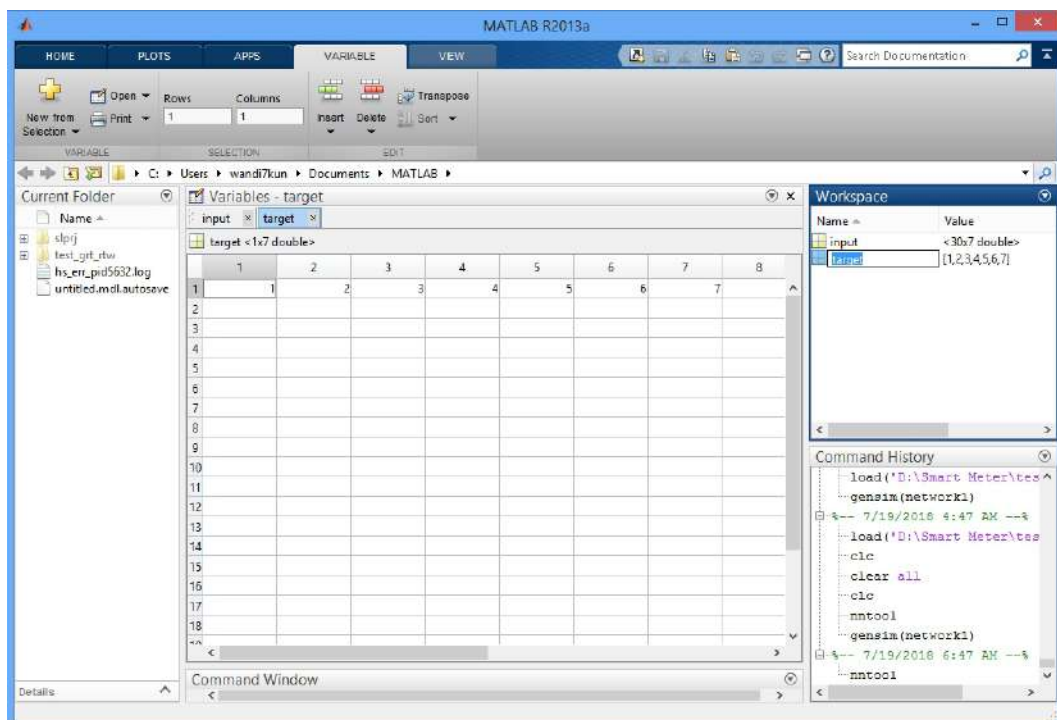 MATLAB R2013a
HOME PLOTS APPS VARIABLE VIEW
Search Documentation
New from Selection
Open
Print
Rows Columns
1 1
Insert Delete
Transpose
Sort
VARIABLE SELECTION EDIT
C: Users wandi7kun Documents MATLAB
Current Folder
Name
slprj
test_grt_rtw
hs_err_pid5632.log
untitled.mdl.autosave
Details
Variables - target
input target
target <1x7 double>
1 2 3 4 5 6 7 8
1 1 2 3 4 5 6 7
2
3
4
5
6
7
8
9
10
11
12
13
14
15
16
17
18
Command Window
Workspace
Name Value
input <30x7 double>
target [1,2,3,4,5,6,7]
Command History
load('D:\Smart Meter\tes
gensim(network1)
%-- 7/19/2018 4:47 AM --%
load('D:\Smart Meter\tes
clc
clear all
clc
nntool
gensim(network1)
%-- 7/19/2018 6:47 AM --%
nntool